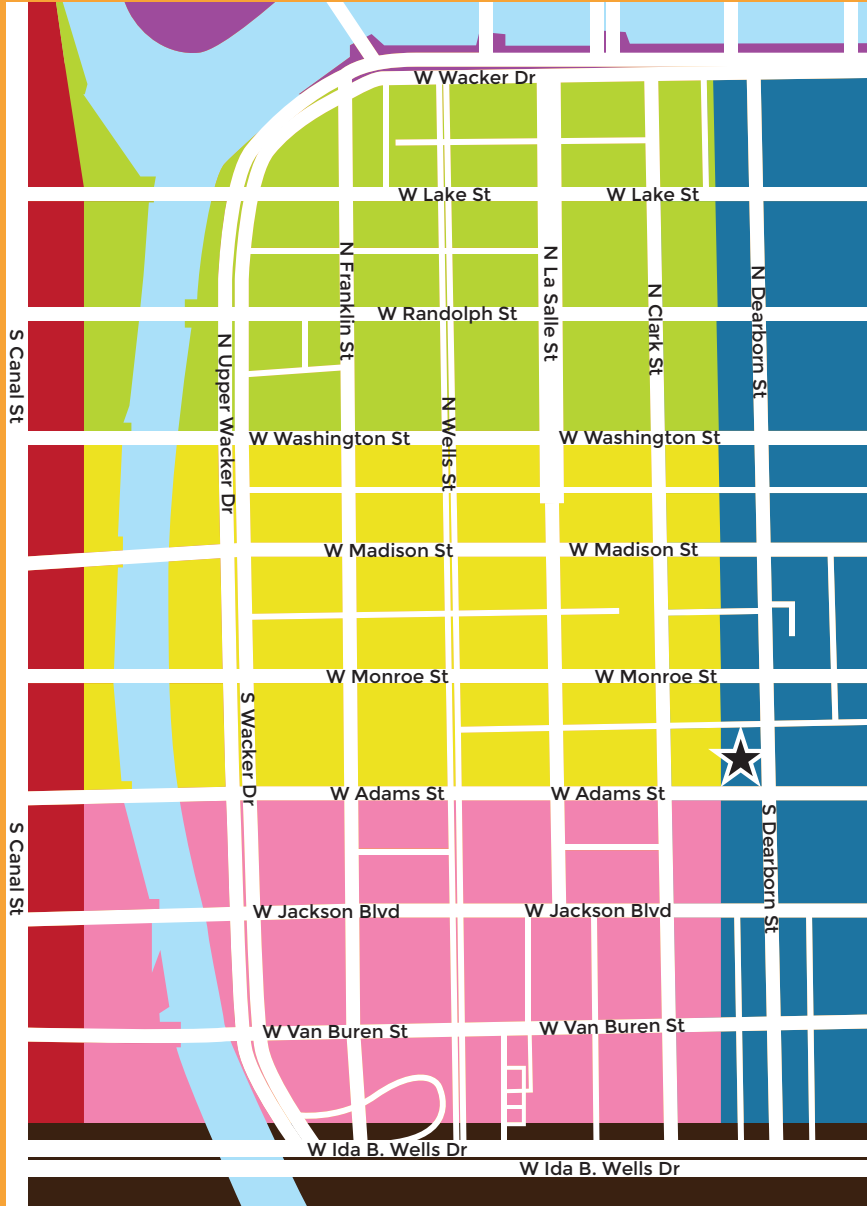 W Wacker Dr
W Lake St
W Lake St
N Franklin St
N La Salle St
N Clark St
N Dearborn St
W Randolph St
S Canal St
N Upper Wacker Dr
N Wells St
W Washington St
W Washington St
W Madison St
W Madison St
W Monroe St
W Monroe St
S Wacker Dr
W Adams St
W Adams St
S Canal St
S Dearborn St
W Jackson Blvd
W Jackson Blvd
W Van Buren St
W Van Buren St
W Ida B. Wells Dr
W Ida B. Wells Dr